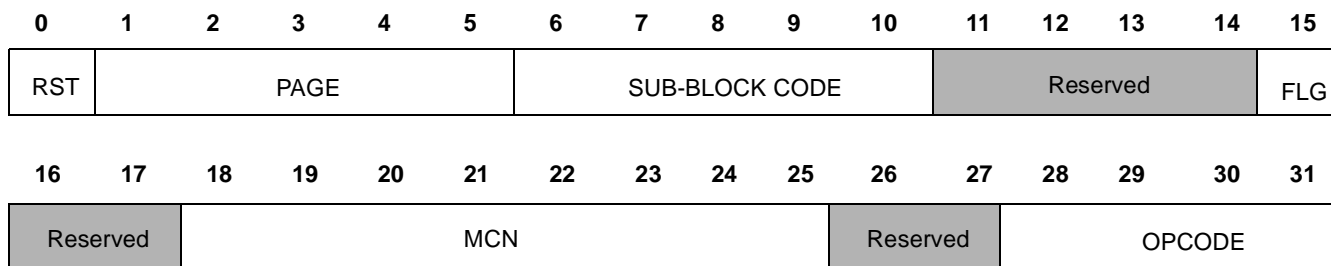 0 1 2 3 4 5 6 7 8 9 10 11 12 13 14 15
RST PAGE SUB-BLOCK CODE Reserved FLG
16 17 18 19 20 21 22 23 24 25 26 27 28 29 30 31
Reserved MCN Reserved OPCODE